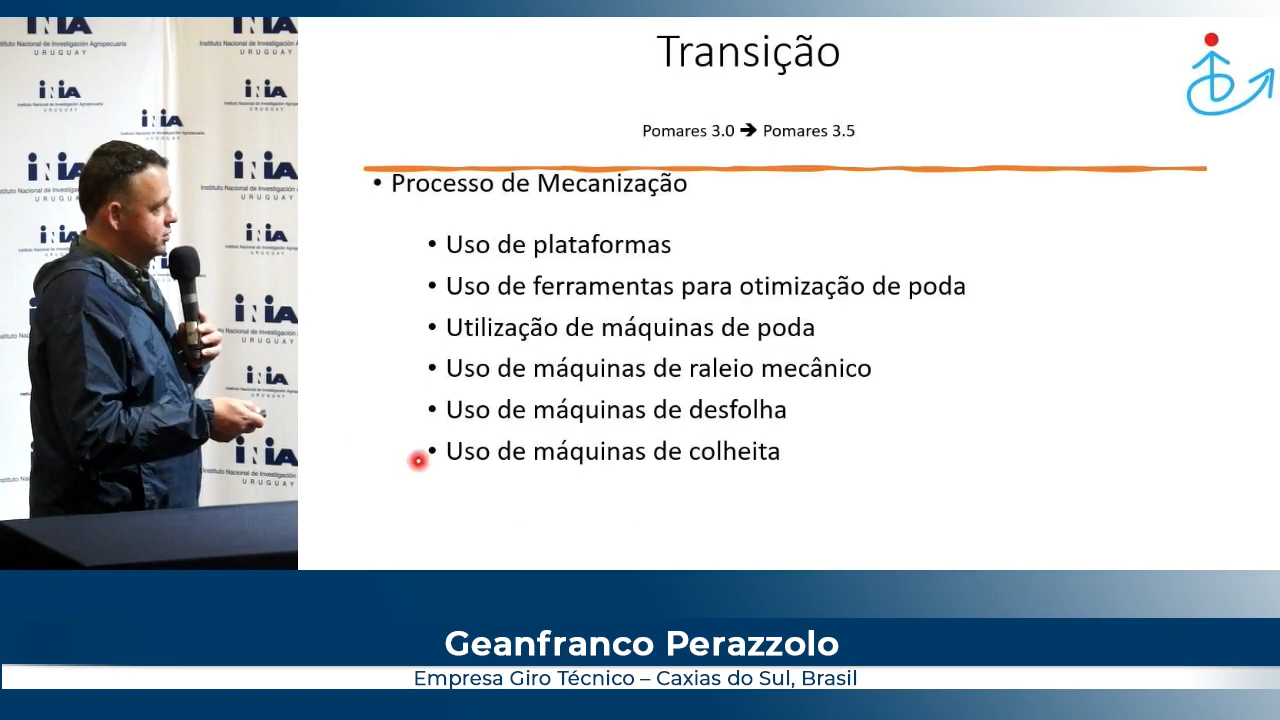 INIA
Instituto Nacional de Investigación Agropecuaria
URUGUAY
Transição
Pomares 3.0 → Pomares 3.5
• Processo de Mecanização
• Uso de plataformas
• Uso de ferramentas para otimização de poda
• Utilização de máquinas de poda
• Uso de máquinas de raleio mecânico
• Uso de máquinas de desfolha
• Uso de máquinas de colheita
Geanfranco Perazzolo
Empresa Giro Técnico – Caxias do Sul, Brasil